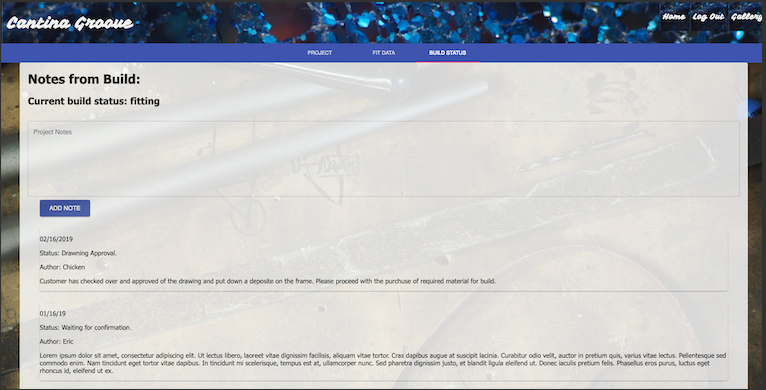 Cantina Groove
Home Log Out Gallery
PROJECT FIT DATA BUILD STATUS
Notes from Build:
Current build status: fitting
Project Notes
ADD NOTE
02/16/2019
Status: Drawning Approval.
Author: Chicken
Customer has checked over and approved of the drawing and put down a deposite on the frame. Please proceed with the purchuse of required material for build.
01/16/19
Status: Waiting for confirmation.
Author: Eric
Lorem ipsum dolor sit amet, consectetur adipiscing elit. Ut lectus libero, laoreet vitae dignissim facilisis, aliquam vitae tortor. Cras dapibus augue at suscipit lacinia. Curabitur odio velit, auctor in pretium quis, varius vitae lectus. Pellentesque sed
commodo enim. Nam tincidunt eget tortor vitae dapibus. In tincidunt mi scelerisque, tempus est at, ullamcorper nunc. Sed pharetra dignissim justo, et blandit ligula eleifend ut. Donec iaculis pretium felis. Phasellus eros purus, luctus eget
rhoncus id, eleifend ut ex.